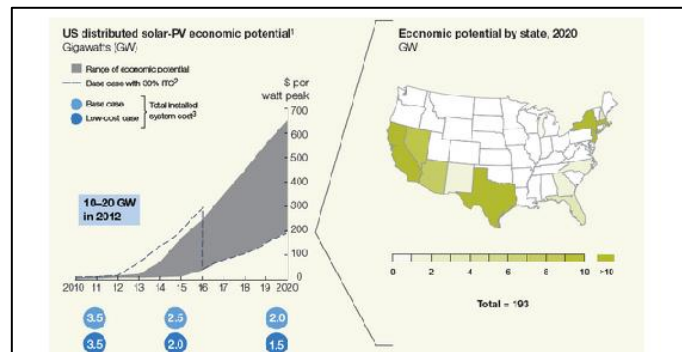 US distributed solar-PV economic potential¹
Gigawatts (GW)
Range of economic potential
case with 30%
$ per
watt peak
Base case
Low-cost case
Total installed
system cost³
700
600
500
400
300
200
100
0
10–20 GW
in 2012
2010 11 12 13 14 15 16 17 18 19 2020
3.5 2.5 2.0
3.5 2.0 1.5
Economic potential by state, 2020
GW
0 2 4 6 8 10 >10
Total = 193